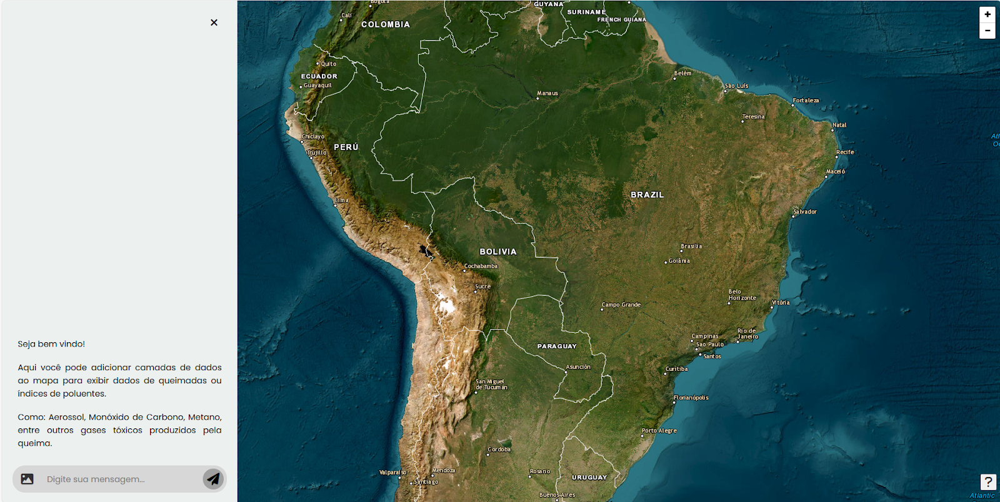 Seja bem vindo!
Aqui você pode adicionar camadas de dados
ao mapa para exibir dados de queimadas ou
índices de poluentes.
Como: Aerossol, Monóxido de Carbono, Metano,
entre outros gases tóxicos produzidos pela
queima.
Digite sua mensagem...
Bogotá
Cali
COLOMBIA
GUYANA
SURINAME
FRENCH GUIANA
+
-
Quito
ECUADOR
Guayaquil
Belém
São Luís
Manaus
Fortaleza
Teresina
Natal
Chiclayo
Trujillo
PERÚ
Recife
Maceió
Lima
BRAZIL
Salvador
BOLIVIA
Brasília
Goiânia
Cochabamba
Sucre
Belo
Horizonte
Campo Grande
Vitória
Rio de
Janeiro
Campinas
Sao Paulo
Santos
PARAGUAY
Asunción
Curitiba
San Miguel
de Tucumán
Florianópolis
Porto Alegre
Cordoba
Valparaíso
Mendoza
Rosario
Santiago
URUGUAY
Buenos Aires
?
Atlantic